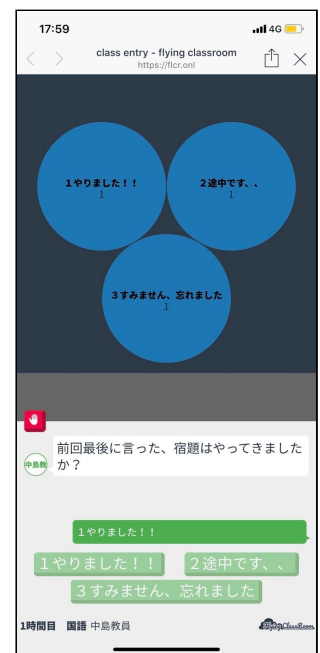 17:59
4G
class entry - flying classroom
https://flcr.onl
1やりました！！
1
2途中です、、
1
3すみません、忘れました
1
中島教
前回最後に言った、宿題はやってきました
か？
1やりました！！
1やりました！！
2途中です、、
3すみません、忘れました
1時間目 国語 中島教員
Flying ClassRoom